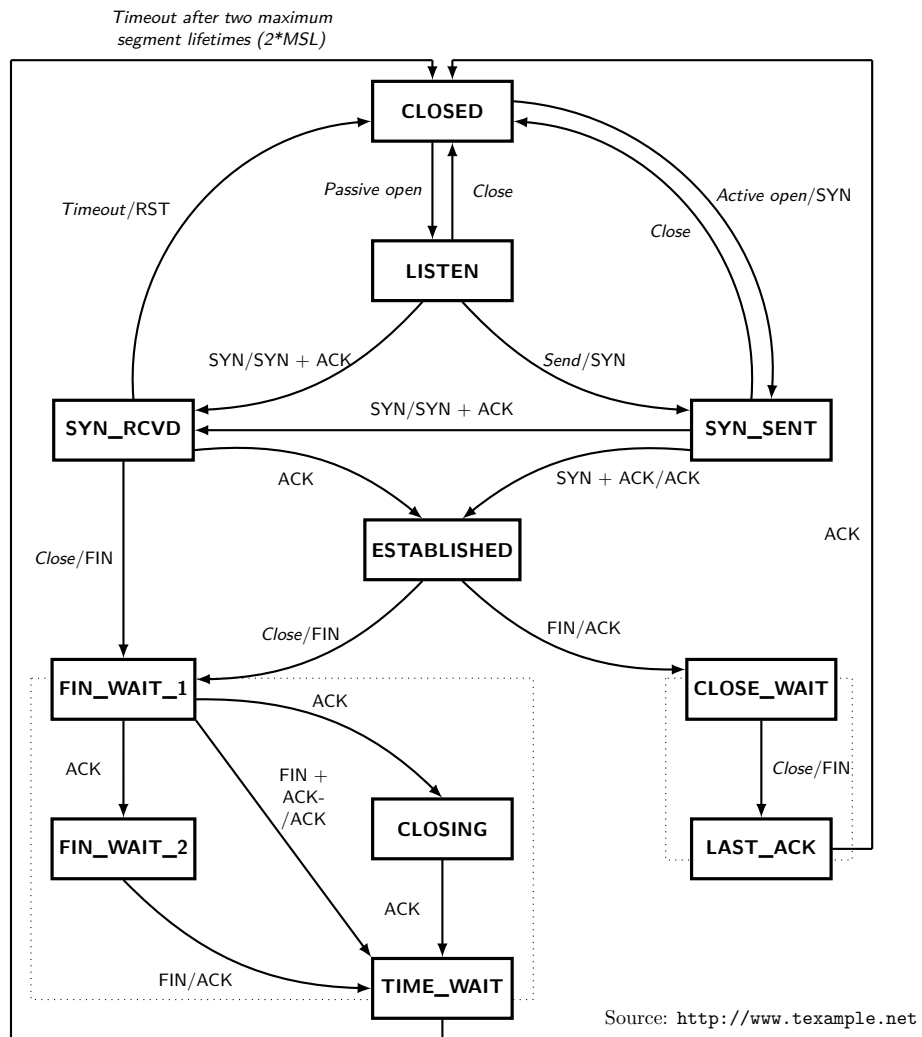 Timeout after two maximum
segment lifetimes (2*MSL)
CLOSED
Passive open
Close
Timeout/RST
Active open/SYN
Close
LISTEN
SYN/SYN + ACK
Send/SYN
SYN_RCVD
SYN/SYN + ACK
SYN_SENT
ACK
SYN + ACK/ACK
ESTABLISHED
ACK
Close/FIN
Close/FIN
FIN/ACK
FIN_WAIT_1
CLOSE_WAIT
ACK
ACK
FIN +
ACK-
/ACK
Close/FIN
FIN_WAIT_2
CLOSING
LAST_ACK
ACK
FIN/ACK
TIME_WAIT
Source: http://www.texample.net